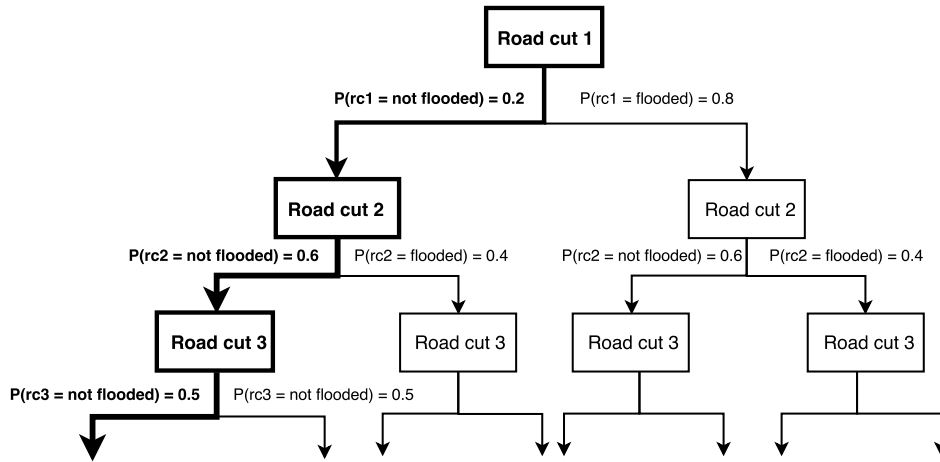 Road cut 1
P(rc1 = not flooded) = 0.2
P(rc1 = flooded) = 0.8
Road cut 2
Road cut 2
P(rc2 = not flooded) = 0.6
P(rc2 = flooded) = 0.4
P(rc2 = not flooded) = 0.6
P(rc2 = flooded) = 0.4
Road cut 3
Road cut 3
Road cut 3
Road cut 3
P(rc3 = not flooded) = 0.5
P(rc3 = not flooded) = 0.5